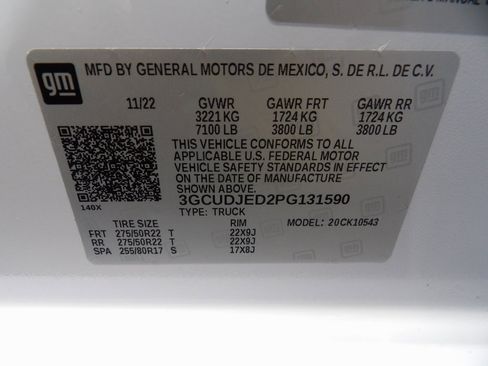 GAWR RR
gm
MFD BY GENERAL MOTORS DE MEXICO, S. DE R.L. DE C.V.
11/22 GVWR GAWR FRT GAWR RR
3221 KG 1724 KG 1724 KG
7100 LB 3800 LB 3800 LB
THIS VEHICLE CONFORMS TO ALL
APPLICABLE U.S. FEDERAL MOTOR
VEHICLE SAFETY STANDARDS IN EFFECT
ON THE DATE OF MANUFACTURE
SHOWN ABOVE.
3GCUDJED2PG131590
140X TYPE: TRUCK MODEL: 20CK10543
TIRE SIZE RIM
FRT 275/50R22 T 22X9J
RR 275/50R22 T 22X9J
SPA 255/80R17 S 17X8J